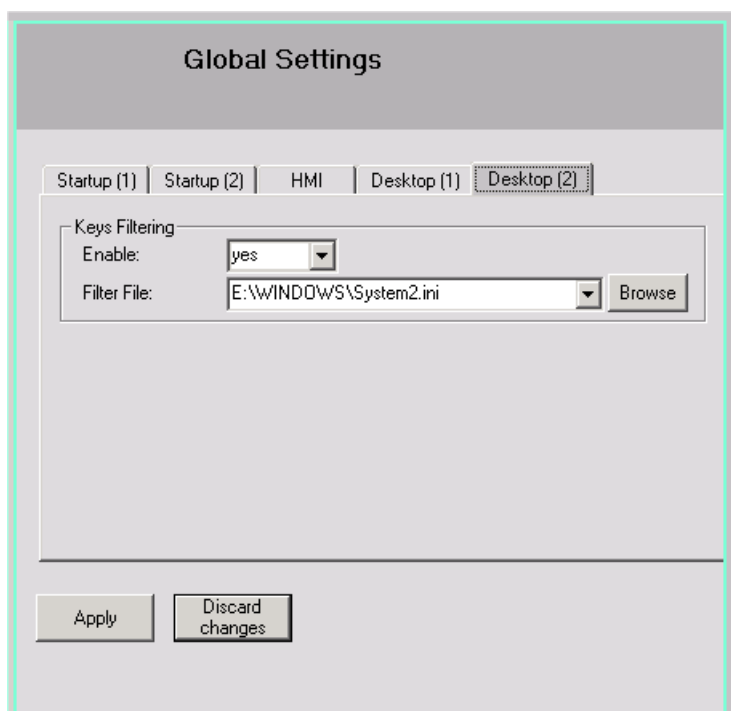 Global Settings
Startup (1) Startup (2) HMI Desktop (1) Desktop (2)
Keys Filtering
Enable: yes
Filter File: E:\WINDOWS\System2.ini Browse
Apply Discard changes